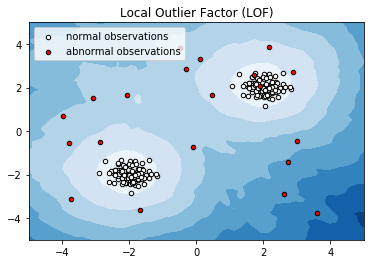 Local Outlier Factor (LOF)
normal observations
abnormal observations
4
2
0
−2
−4
−4 −2 0 2 4